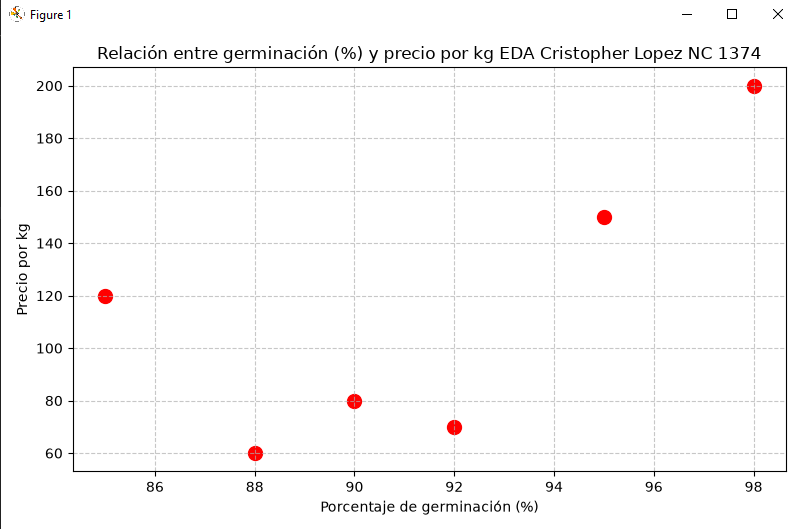 Figure 1
Relación entre germinación (%) y precio por kg EDA Cristopher Lopez NC 1374
200
180
160
140
120
100
80
60
Precio por kg
86 88 90 92 94 96 98
Porcentaje de germinación (%)